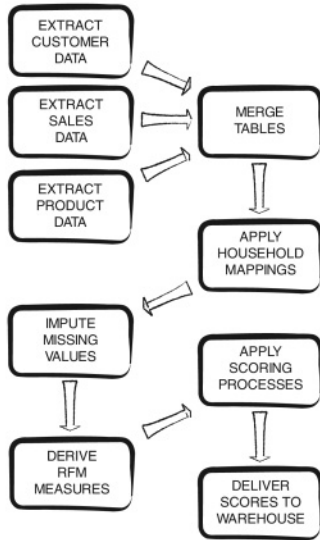 EXTRACT
CUSTOMER
DATA
EXTRACT
SALES
DATA
EXTRACT
PRODUCT
DATA
MERGE
TABLES
APPLY
HOUSEHOLD
MAPPINGS
IMPUTE
MISSING
VALUES
DERIVE
RFM
MEASURES
APPLY
SCORING
PROCESSES
DELIVER
SCORES TO
WAREHOUSE